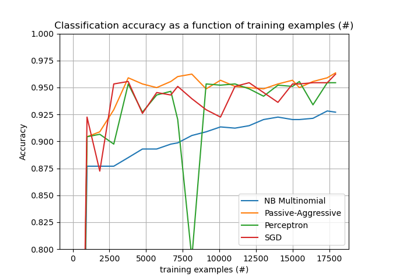 Classification accuracy as a function of training examples (#)
1.000
0.975
0.950
0.925
0.900
0.875
0.850
0.825
0.800
Accuracy
NB Multinomial
Passive-Aggressive
Perceptron
SGD
0 2500 5000 7500 10000 12500 15000 17500
training examples (#)